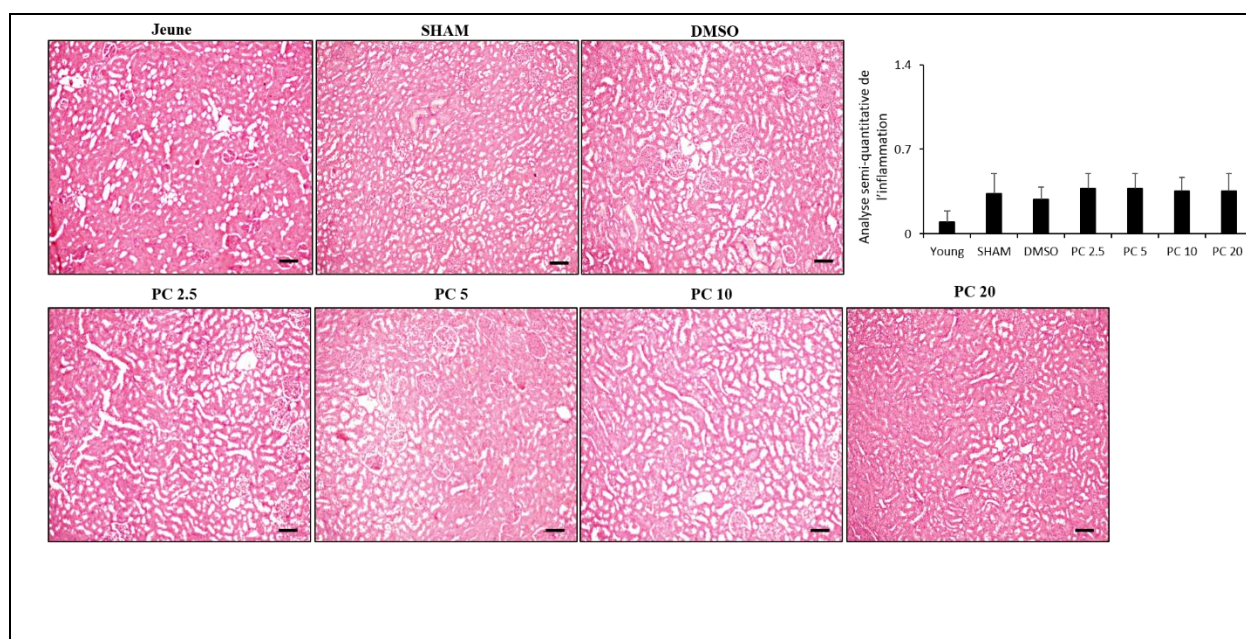 Jeune
SHAM
DMSO
Analyse semi-quantitative de
l'inflammation
1.4
0.7
0
Young SHAM DMSO PC 2.5 PC 5 PC 10 PC 20
PC 2.5
PC 5
PC 10
PC 20